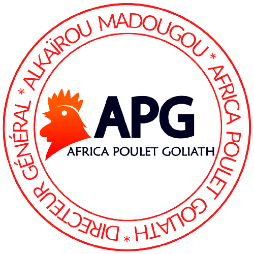 * ALKAÏROU MADOUGOU * AFRICA POULET GOLIATH * DIRECTEUR GÉNÉRAL
APG
AFRICA POULET GOLIATH